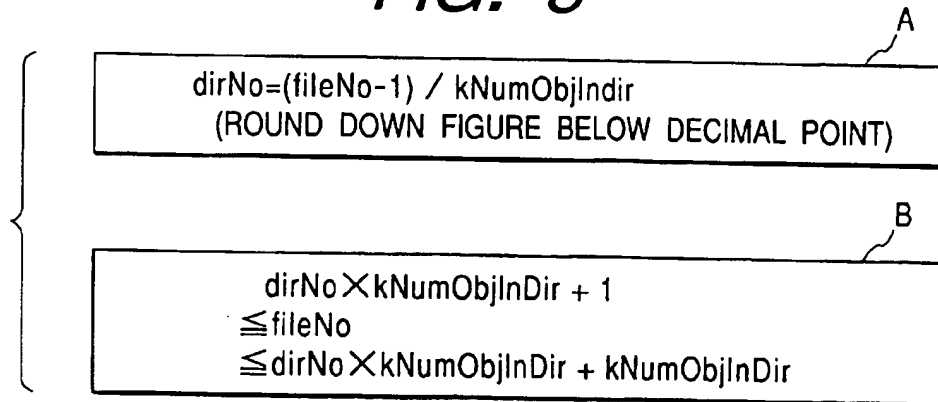 A
dirNo=(fileNo-1) / kNumObjIndir
(ROUND DOWN FIGURE BELOW DECIMAL POINT)
B
dirNo×kNumObjInDir + 1
≦fileNo
≦dirNo×kNumObjInDir + kNumObjInDir